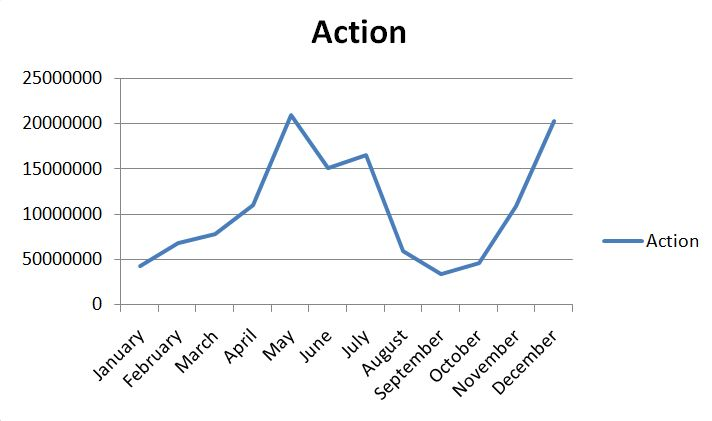 Action
25000000
20000000
15000000
10000000
50000000
0
Action
January
February
March
April
May
June
July
August
September
October
November
December